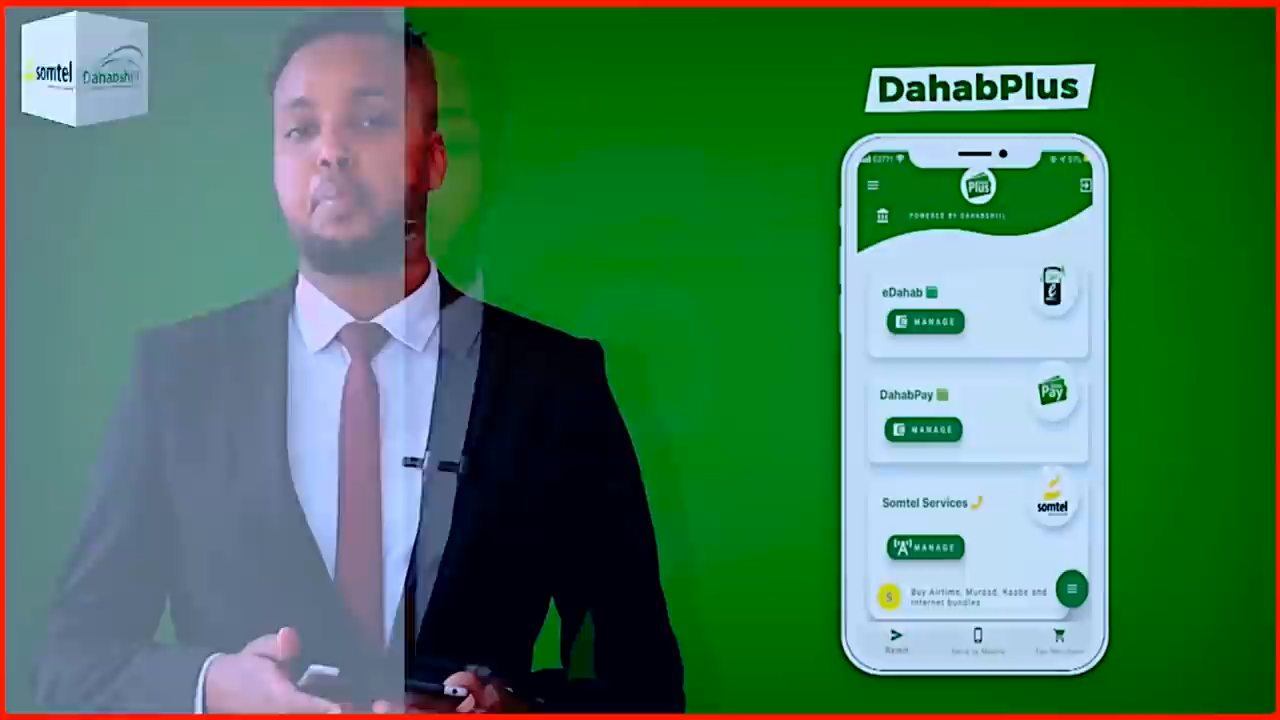 somtel
Dahabshiil
DahabPlus
Plus
POWERED BY DAHABSHIIL
eDahab
MANAGE
DahabPay
Pay
MANAGE
Somtel Services
somtel
MANAGE
Buy Airtime, Muraad, Kaabe and
internet bundles
Remit